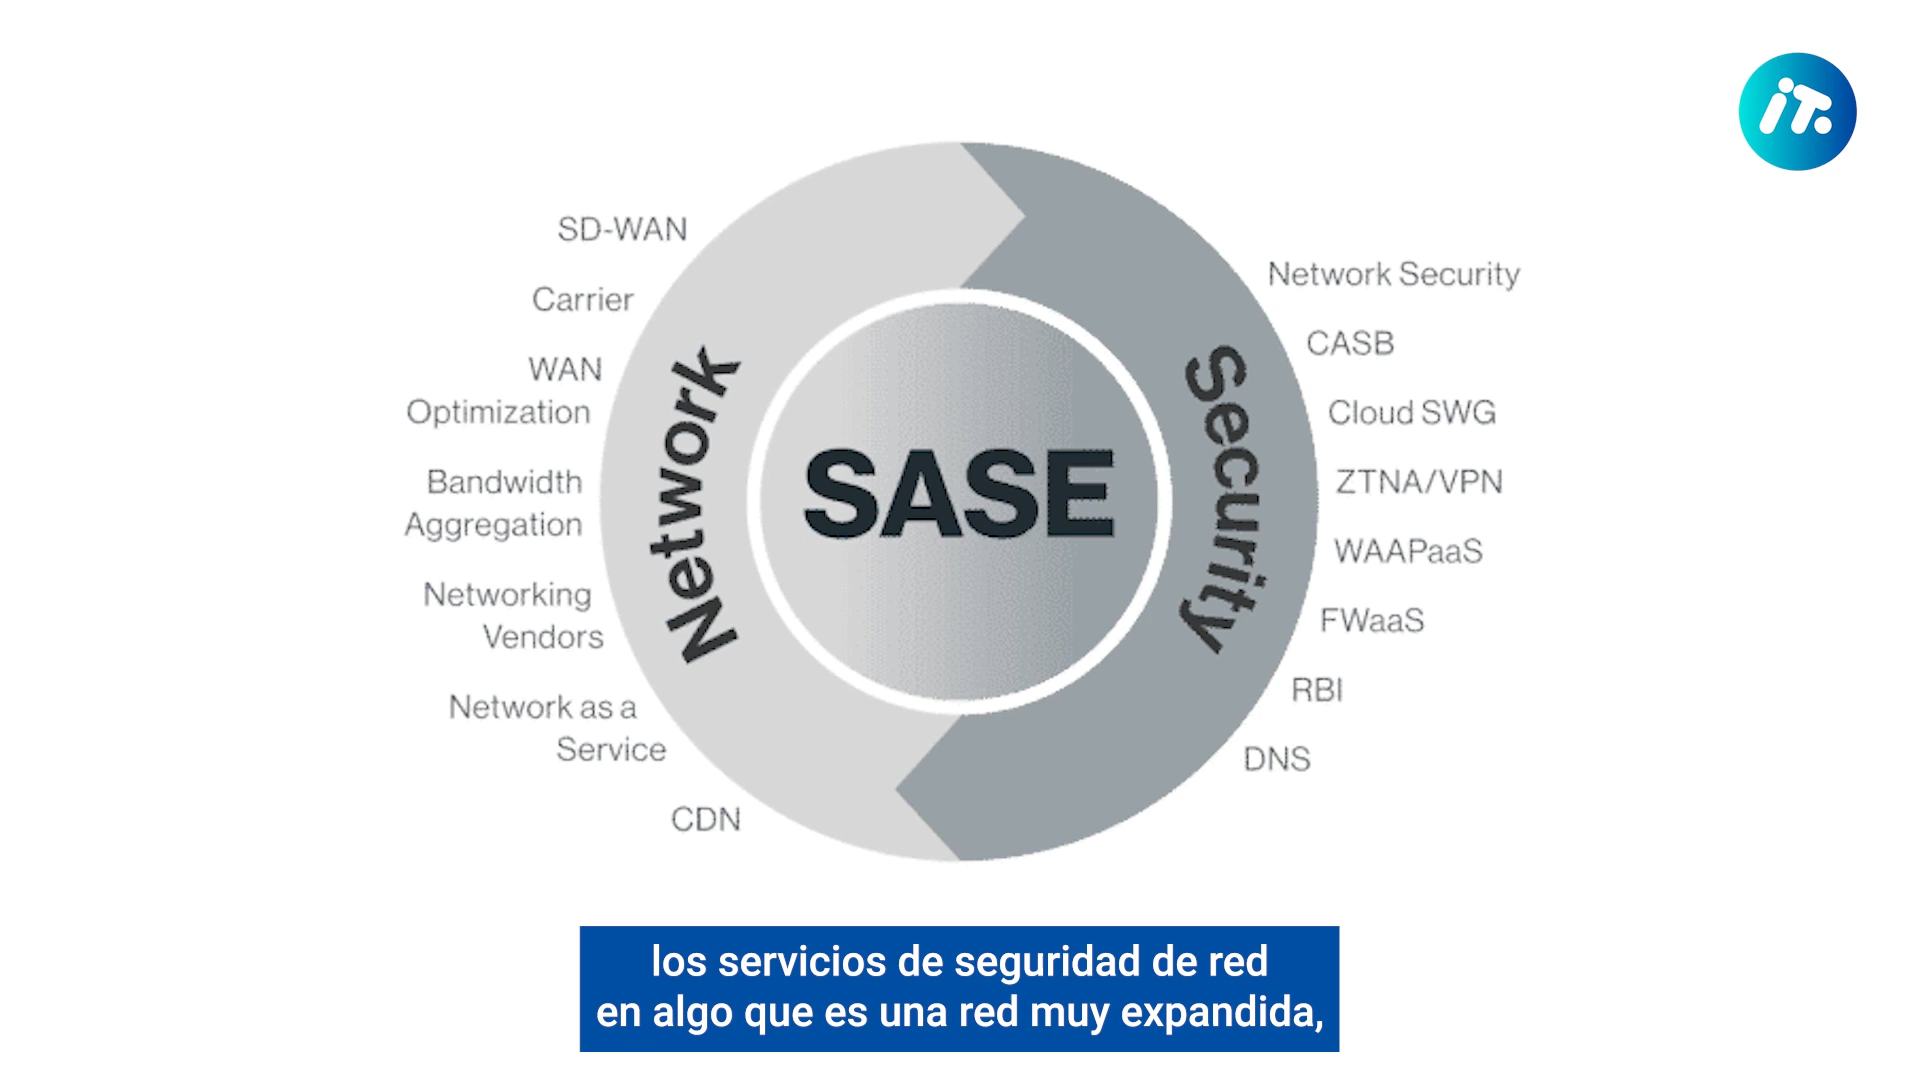 iT.
SD-WAN
Carrier
WAN
Optimization
Bandwidth
Aggregation
Networking
Vendors
Network as a
Service
CDN
Network
SASE
Security
Network Security
CASB
Cloud SWG
ZTNA/VPN
WAAPaaS
FWaaS
RBI
DNS
los servicios de seguridad de red
en algo que es una red muy expandida,